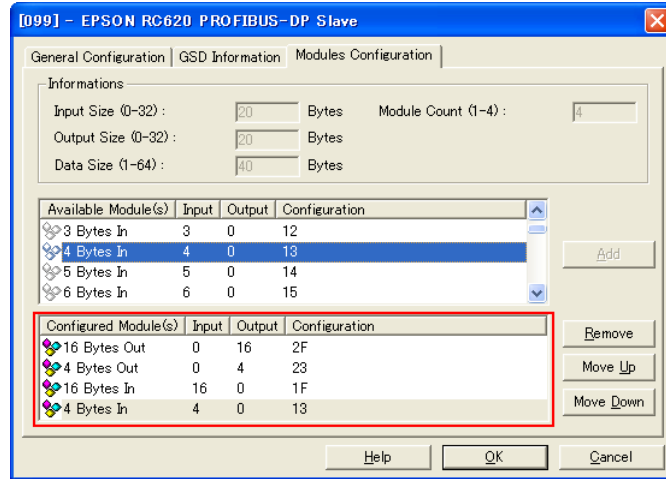 [099] - EPSON RC620 PROFIBUS-DP Slave
General Configuration GSD Information Modules Configuration
Informations
Input Size (0-32) : 20 Bytes Module Count (1-4) : 4
Output Size (0-32) : 20 Bytes
Data Size (1-64) : 40 Bytes
Available Module(s) Input Output Configuration
3 Bytes In 3 0 12
4 Bytes In 4 0 13
5 Bytes In 5 0 14
6 Bytes In 6 0 15
Add
Configured Module(s) Input Output Configuration
16 Bytes Out 0 16 2F
4 Bytes Out 0 4 23
16 Bytes In 16 0 1F
4 Bytes In 4 0 13
Remove
Move Up
Move Down
Help OK Cancel